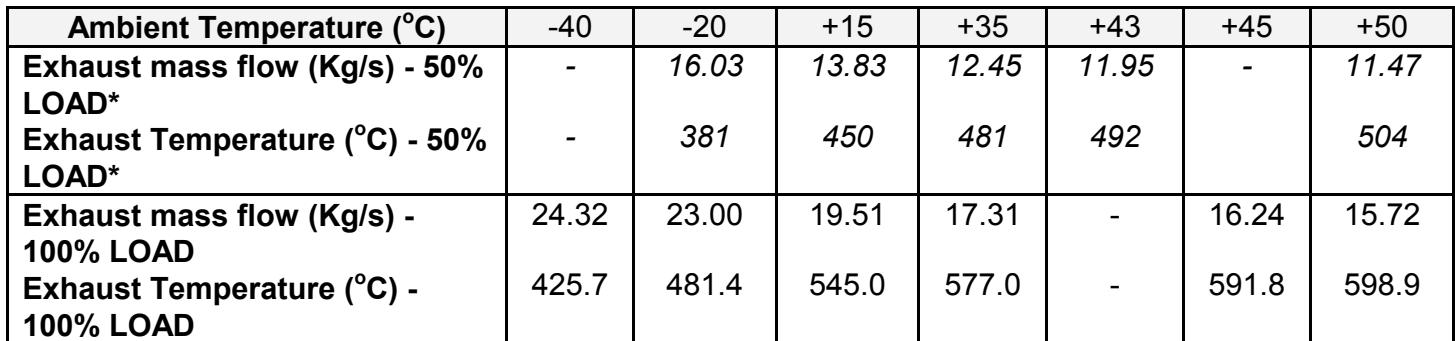 Ambient Temperature (°C) -40 -20 +15 +35 +43 +45 +50
Exhaust mass flow (Kg/s) - 50% - 16.03 13.83 12.45 11.95 - 11.47
LOAD*
Exhaust Temperature (°C) - 50% - 381 450 481 492 504
LOAD*
Exhaust mass flow (Kg/s) - 24.32 23.00 19.51 17.31 - 16.24 15.72
100% LOAD
Exhaust Temperature (°C) - 425.7 481.4 545.0 577.0 - 591.8 598.9
100% LOAD